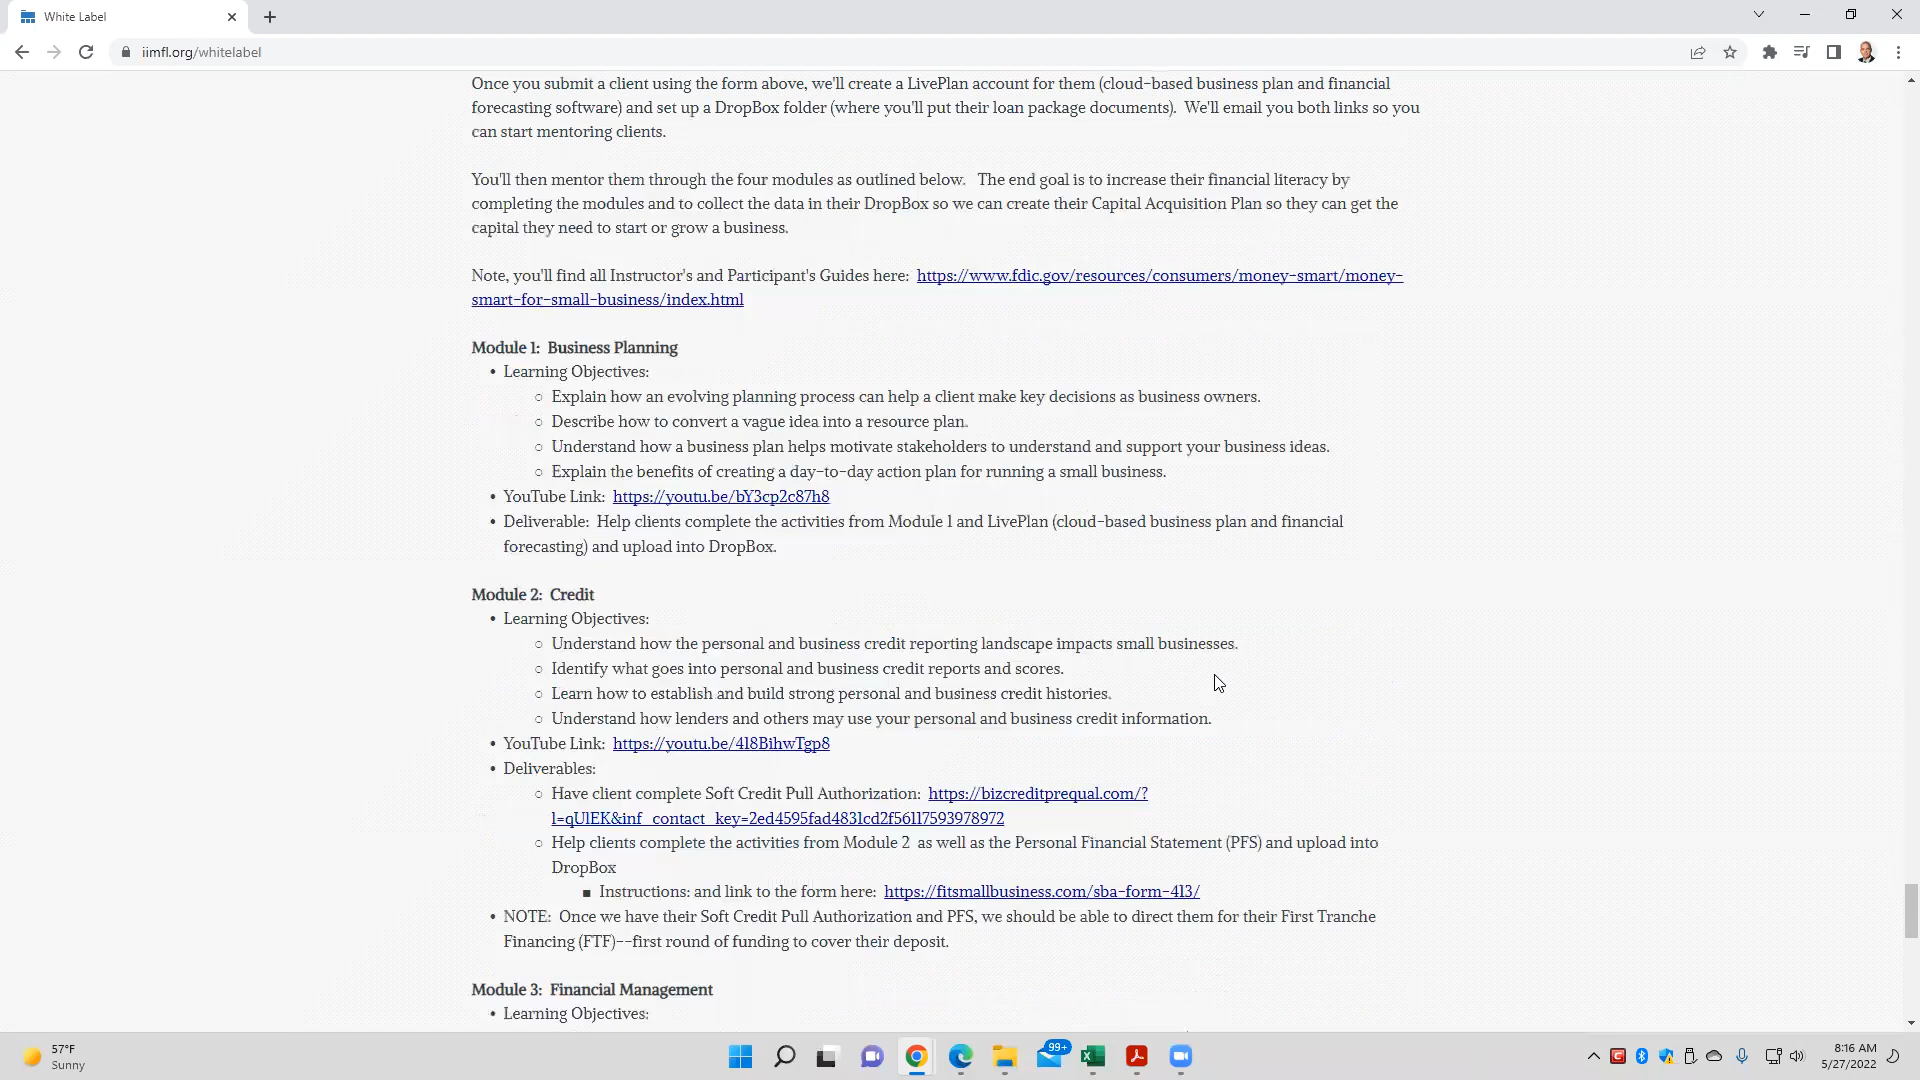 White Label
iimfl.org/whitelabel
Once you submit a client using the form above, we'll create a LivePlan account for them (cloud-based business plan and financial
forecasting software) and set up a DropBox folder (where you'll put their loan package documents).  We'll email you both links so you
can start mentoring clients.
You'll then mentor them through the four modules as outlined below.   The end goal is to increase their financial literacy by
completing the modules and to collect the data in their DropBox so we can create their Capital Acquisition Plan so they can get the
capital they need to start or grow a business.
Note, you'll find all Instructor's and Participant's Guides here:  https://www.fdic.gov/resources/consumers/money-smart/money-
smart-for-small-business/index.html
Module 1:  Business Planning
• Learning Objectives:
○ Explain how an evolving planning process can help a client make key decisions as business owners.
○ Describe how to convert a vague idea into a resource plan.
○ Understand how a business plan helps motivate stakeholders to understand and support your business ideas.
○ Explain the benefits of creating a day-to-day action plan for running a small business.
• YouTube Link:  https://youtu.be/bY3cp2c87h8
• Deliverable:  Help clients complete the activities from Module 1 and LivePlan (cloud-based business plan and financial
forecasting) and upload into DropBox.
Module 2:  Credit
• Learning Objectives:
○ Understand how the personal and business credit reporting landscape impacts small businesses.
○ Identify what goes into personal and business credit reports and scores.
○ Learn how to establish and build strong personal and business credit histories.
○ Understand how lenders and others may use your personal and business credit information.
• YouTube Link:  https://youtu.be/4l8BihwTgp8
• Deliverables:
○ Have client complete Soft Credit Pull Authorization:  https://bizcreditprequal.com/?
l=qUlEK&inf_contact_key=2ed4595fad4831cd2f56117593978972
○ Help clients complete the activities from Module 2  as well as the Personal Financial Statement (PFS) and upload into
DropBox
■ Instructions: and link to the form here:  https://fitsmallbusiness.com/sba-form-413/
• NOTE:  Once we have their Soft Credit Pull Authorization and PFS, we should be able to direct them for their First Tranche
Financing (FTF)--first round of funding to cover their deposit.
Module 3:  Financial Management
• Learning Objectives:
57°F
Sunny
99+
8:16 AM
5/27/2022